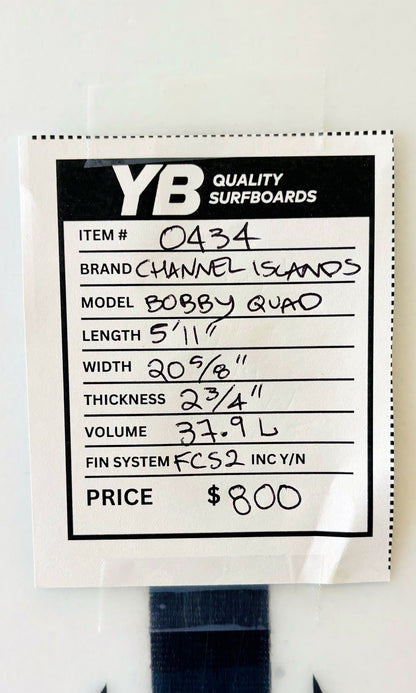 YB QUALITY
SURFBOARDS
ITEM # 0434
BRAND CHANNEL ISLANDS
MODEL BOBBY QUAD
LENGTH 5'11"
WIDTH 20 5/8"
THICKNESS 2 3/4"
VOLUME 37.9 L
FIN SYSTEM FCS2 INC Y/N
PRICE $ 800